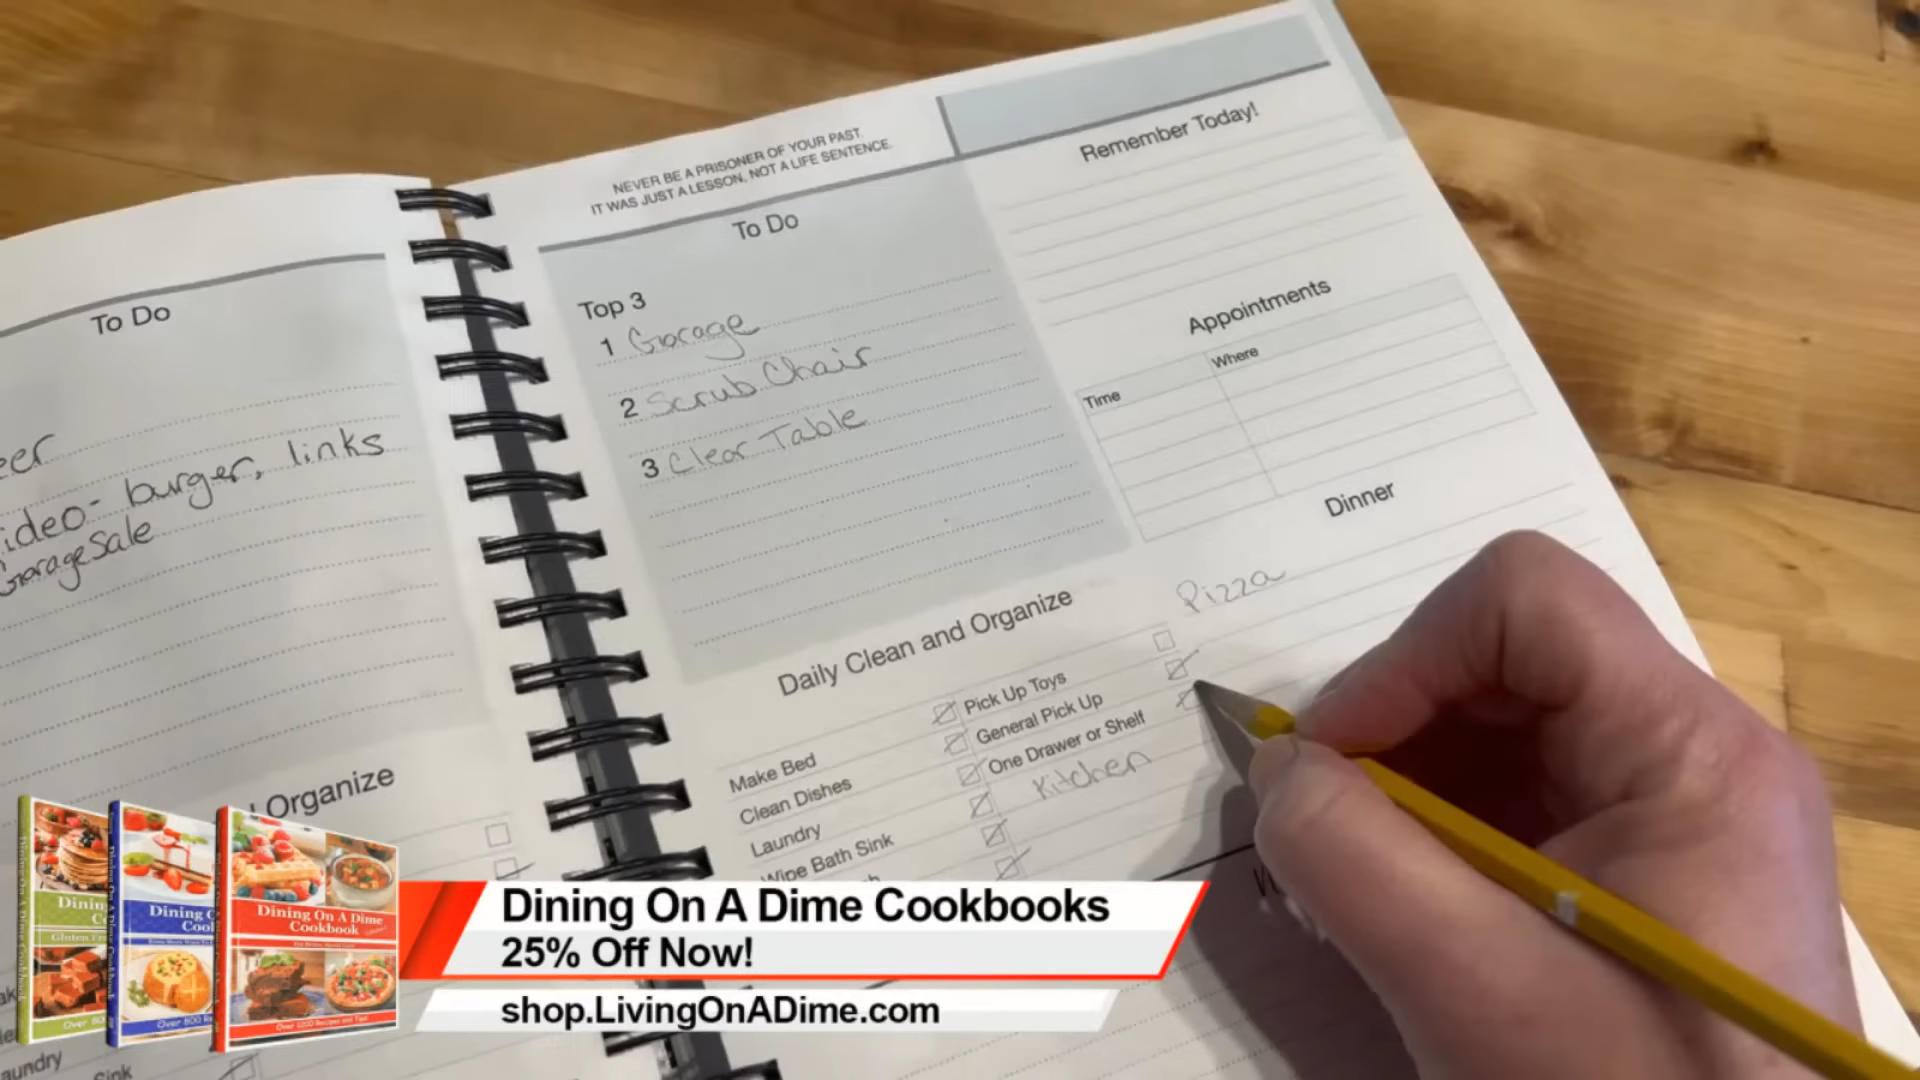 To Do
ideo - burger, links
Garage Sale
Organize
NEVER BE A PRISONER OF YOUR PAST.
IT WAS JUST A LESSON, NOT A LIFE SENTENCE.
To Do
Top 3
1 Garage
2 Scrub Chair
3 Clear Table
Remember Today!
Appointments
Time
Where
Dinner
Pizza
Daily Clean and Organize
Make Bed
Clean Dishes
Laundry
Wipe Bath Sink
Pick Up Toys
General Pick Up
One Drawer or Shelf
Kitchen
Dining On A Dime
Cookbook
Dining On A Dime Cookbooks
25% Off Now!
shop.LivingOnADime.com